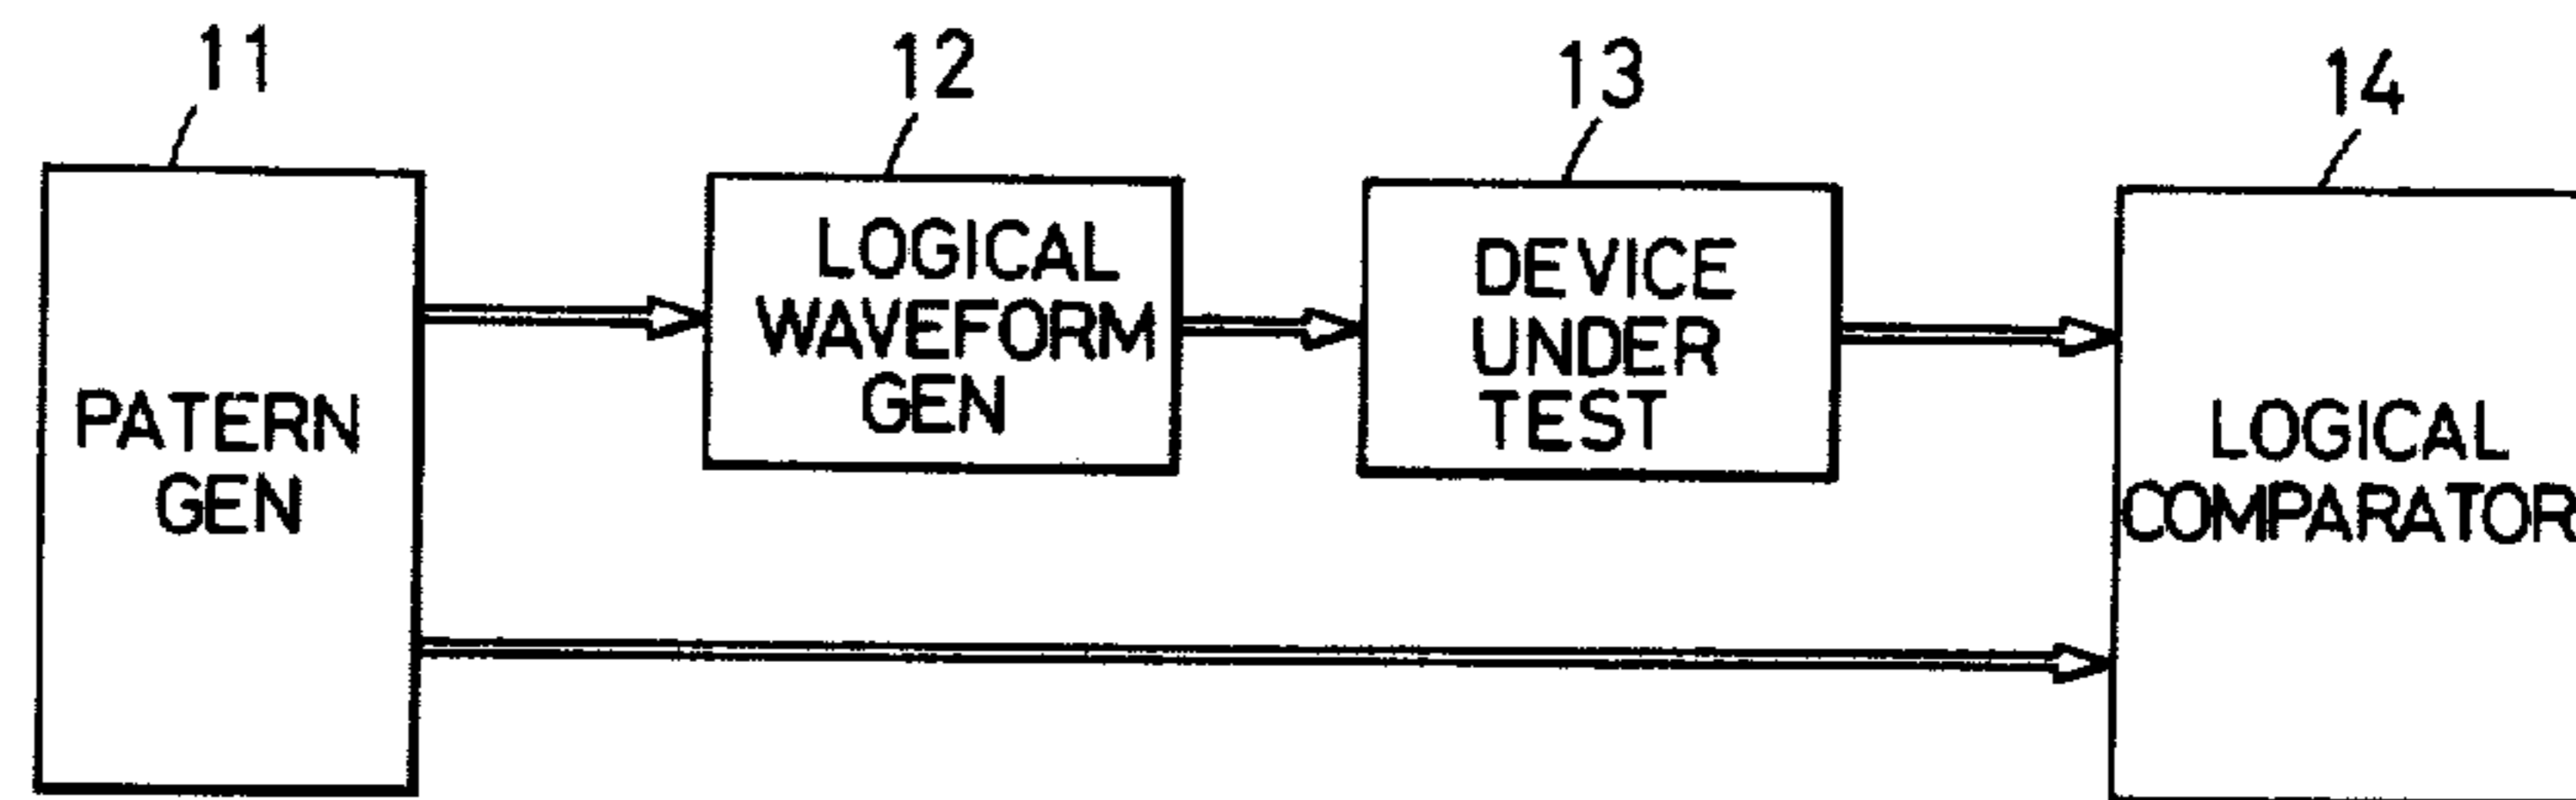 11
12
13
14
PATERN
GEN
LOGICAL
WAVEFORM
GEN
DEVICE
UNDER
TEST
LOGICAL
COMPARATOR